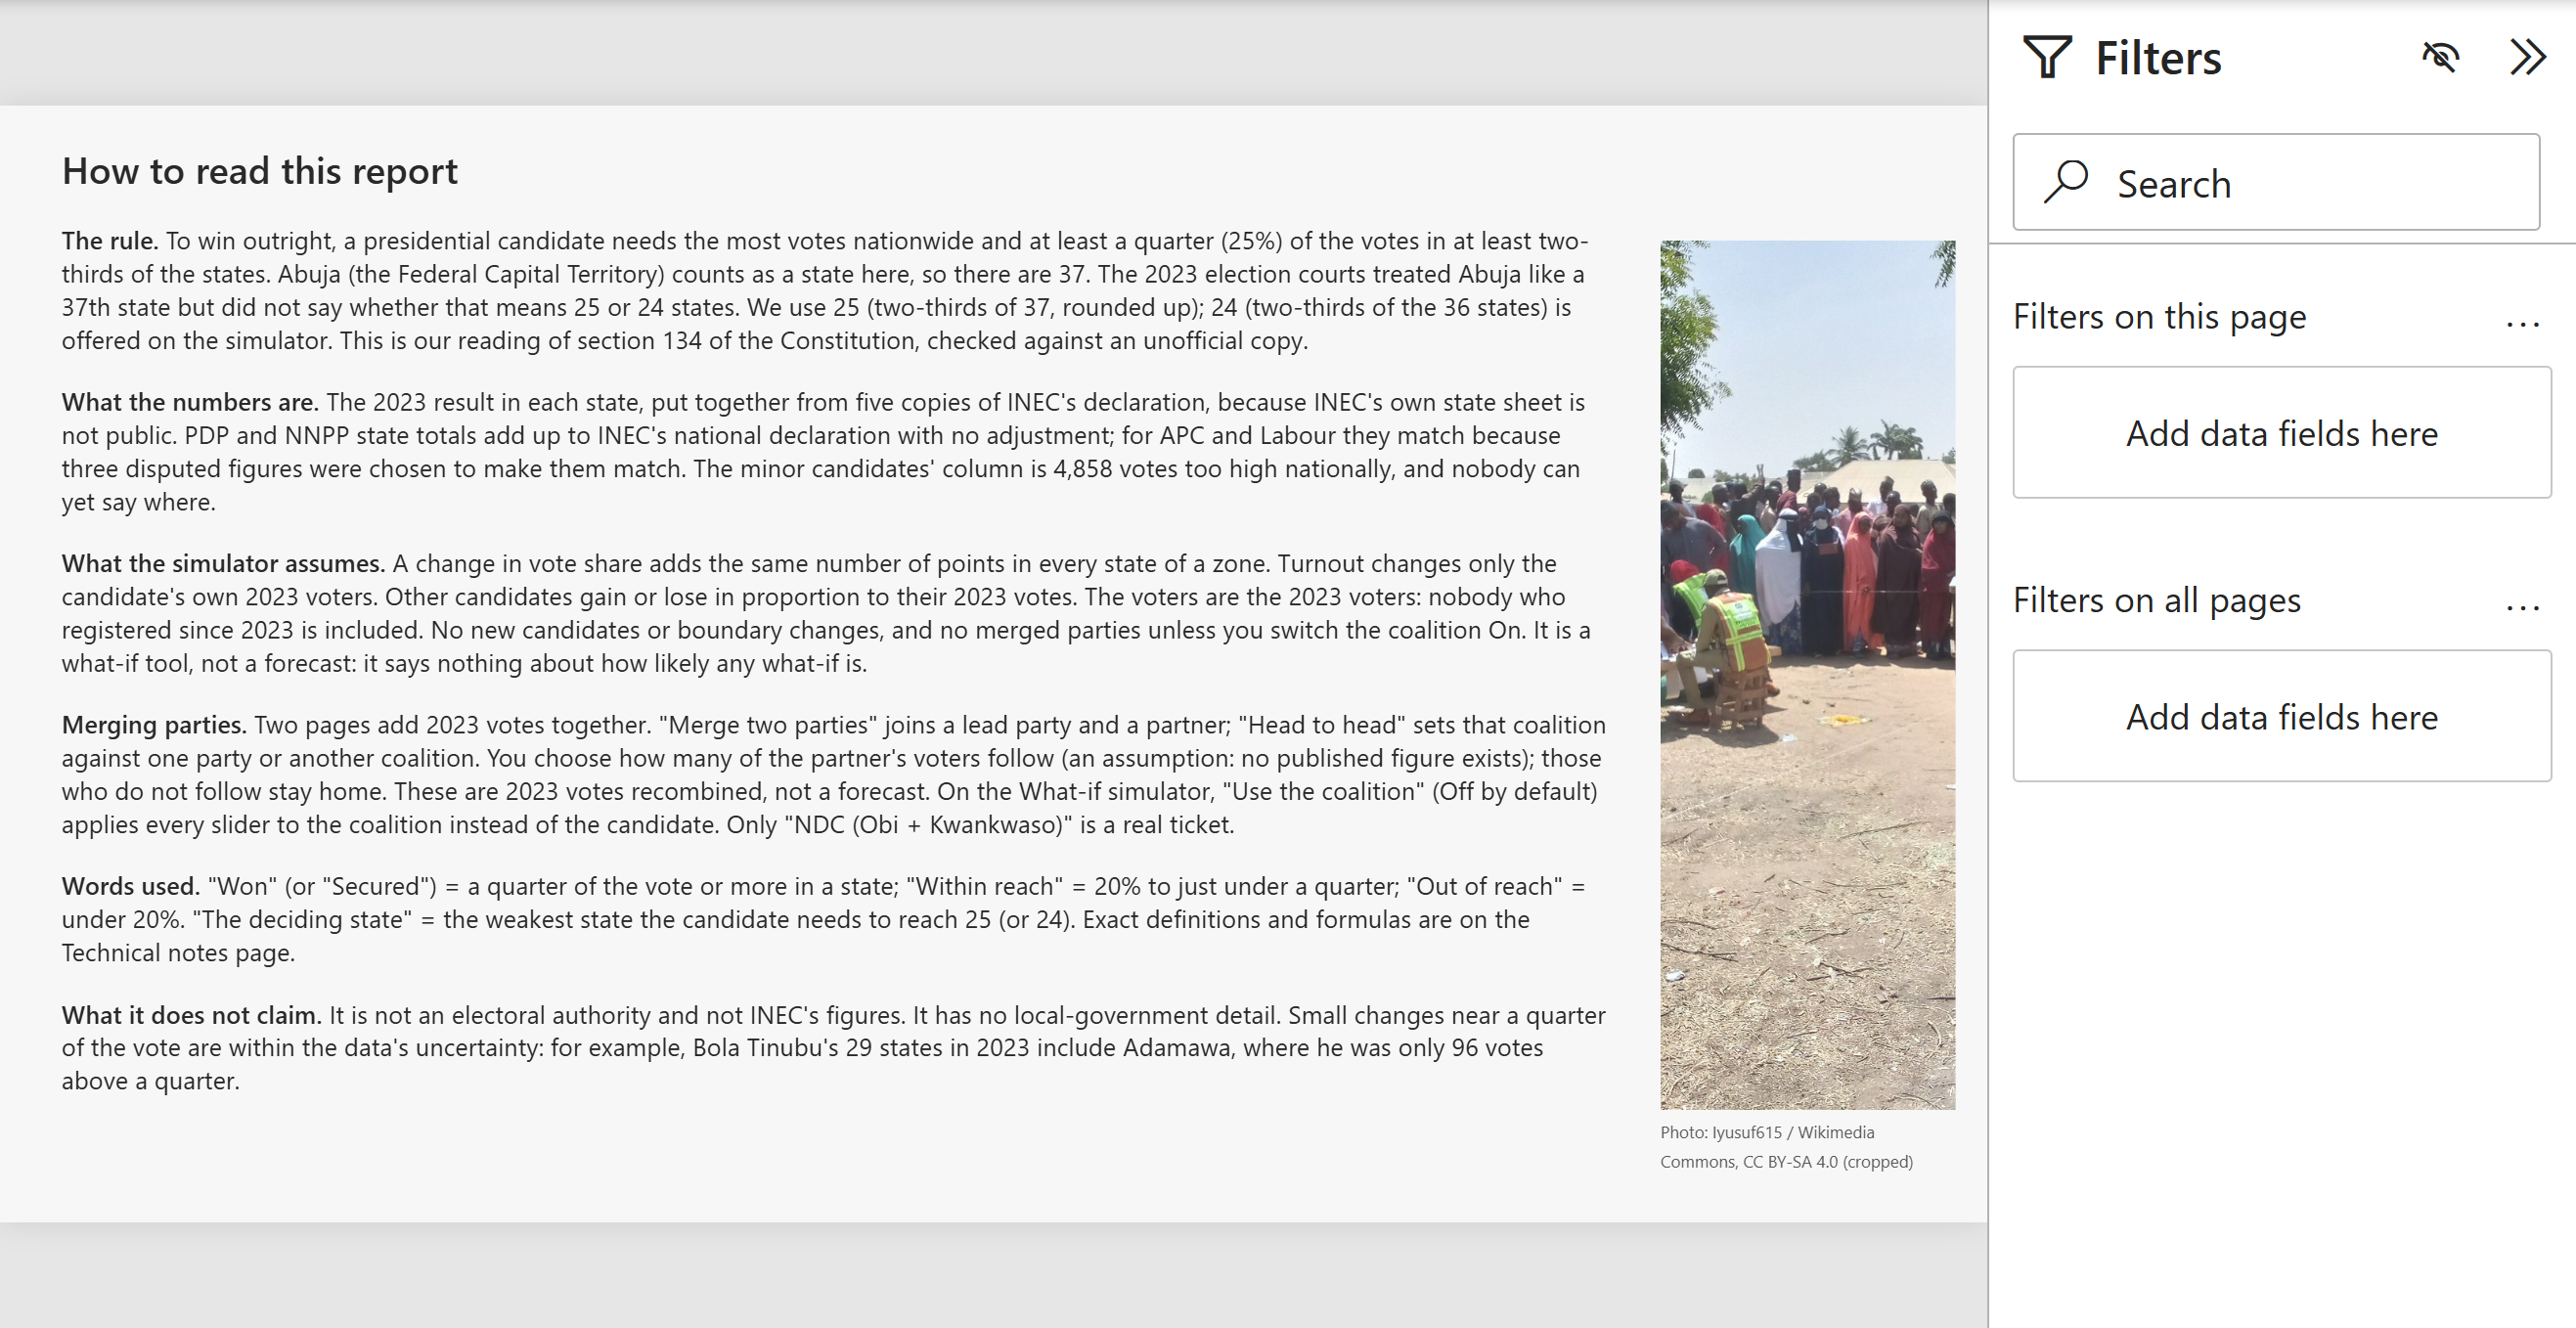 How to read this report
The rule. To win outright, a presidential candidate needs the most votes nationwide and at least a quarter (25%) of the votes in at least two-
thirds of the states. Abuja (the Federal Capital Territory) counts as a state here, so there are 37. The 2023 election courts treated Abuja like a
37th state but did not say whether that means 25 or 24 states. We use 25 (two-thirds of 37, rounded up); 24 (two-thirds of the 36 states) is
offered on the simulator. This is our reading of section 134 of the Constitution, checked against an unofficial copy.
What the numbers are. The 2023 result in each state, put together from five copies of INEC's declaration, because INEC's own state sheet is
not public. PDP and NNPP state totals add up to INEC's national declaration with no adjustment; for APC and Labour they match because
three disputed figures were chosen to make them match. The minor candidates' column is 4,858 votes too high nationally, and nobody can
yet say where.
What the simulator assumes. A change in vote share adds the same number of points in every state of a zone. Turnout changes only the
candidate's own 2023 voters. Other candidates gain or lose in proportion to their 2023 votes. The voters are the 2023 voters: nobody who
registered since 2023 is included. No new candidates or boundary changes, and no merged parties unless you switch the coalition On. It is a
what-if tool, not a forecast: it says nothing about how likely any what-if is.
Merging parties. Two pages add 2023 votes together. "Merge two parties" joins a lead party and a partner; "Head to head" sets that coalition
against one party or another coalition. You choose how many of the partner's voters follow (an assumption: no published figure exists); those
who do not follow stay home. These are 2023 votes recombined, not a forecast. On the What-if simulator, "Use the coalition" (Off by default)
applies every slider to the coalition instead of the candidate. Only "NDC (Obi + Kwankwaso)" is a real ticket.
Words used. "Won" (or "Secured") = a quarter of the vote or more in a state; "Within reach" = 20% to just under a quarter; "Out of reach" =
under 20%. "The deciding state" = the weakest state the candidate needs to reach 25 (or 24). Exact definitions and formulas are on the
Technical notes page.
What it does not claim. It is not an electoral authority and not INEC's figures. It has no local-government detail. Small changes near a quarter
of the vote are within the data's uncertainty: for example, Bola Tinubu's 29 states in 2023 include Adamawa, where he was only 96 votes
above a quarter.
Photo: Iyusuf615 / Wikimedia
Commons, CC BY-SA 4.0 (cropped)
Filters
Search
Filters on this page
...
Add data fields here
Filters on all pages
...
Add data fields here